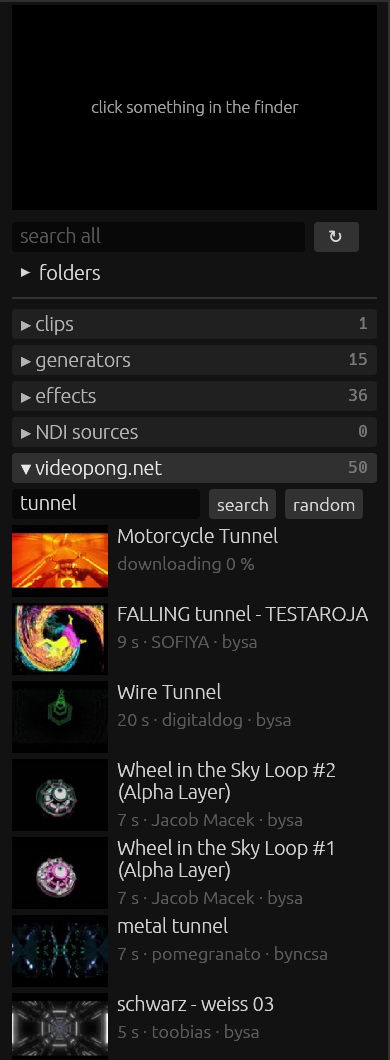 click something in the finder
search all ↻
▸ folders
▸ clips 1
▸ generators 15
▸ effects 36
▸ NDI sources 0
▾ videopong.net 50
tunnel search random
Motorcycle Tunnel
downloading 0 %
FALLING tunnel - TESTAROJA
9 s · SOFIYA · bysa
Wire Tunnel
20 s · digitaldog · bysa
Wheel in the Sky Loop #2
(Alpha Layer)
7 s · Jacob Macek · bysa
Wheel in the Sky Loop #1
(Alpha Layer)
7 s · Jacob Macek · bysa
metal tunnel
7 s · pomegranato · byncsa
schwarz - weiss 03
5 s · toobias · bysa